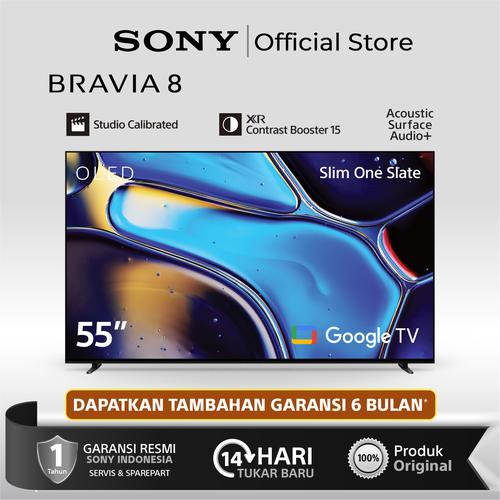 SONY Official Store
BRAVIA 8
Studio Calibrated
XR
Contrast Booster 15
Acoustic
Surface
Audio+
OLED
Slim One Slate
55"
Google TV
DAPATKAN TAMBAHAN GARANSI 6 BULAN*
1
Tahun
GARANSI RESMI
SONY INDONESIA
SERVIS & SPAREPART
14 HARI
TUKAR BARU
100%
Produk
Original